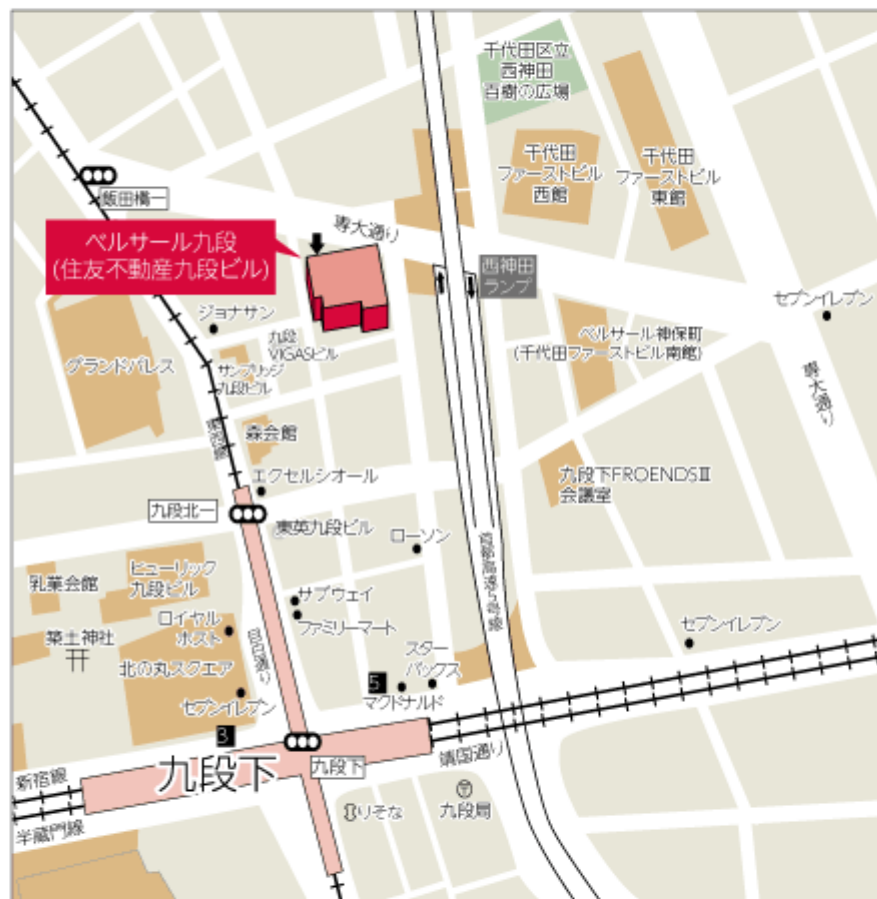 千代田区立
西神田
百樹の広場
千代田
ファーストビル
西館
千代田
ファーストビル
東館
飯田橋一
専大通り
ベルサール九段
(住友不動産九段ビル)
西神田
ランプ
セブンイレブン
ジョナサン
九段
VIGASビル
ベルサール神保町
(千代田ファーストビル南館)
グランドパレス
サンブリッジ
九段ビル
専大通り
東西線
森会館
エクセルシオール
九段下FROENDSⅡ
会議室
九段北一
東英九段ビル
ローソン
首都高速5号線
ヒューリック
九段ビル
乳業会館
サブウェイ
ファミリーマート
ロイヤル
ホスト
目白通り
セブンイレブン
築土神社
北の丸スクエア
スター
バックス
5
マクドナルド
セブンイレブン
3
九段下
九段下
靖国通り
新宿線
半蔵門線
りそな
九段局